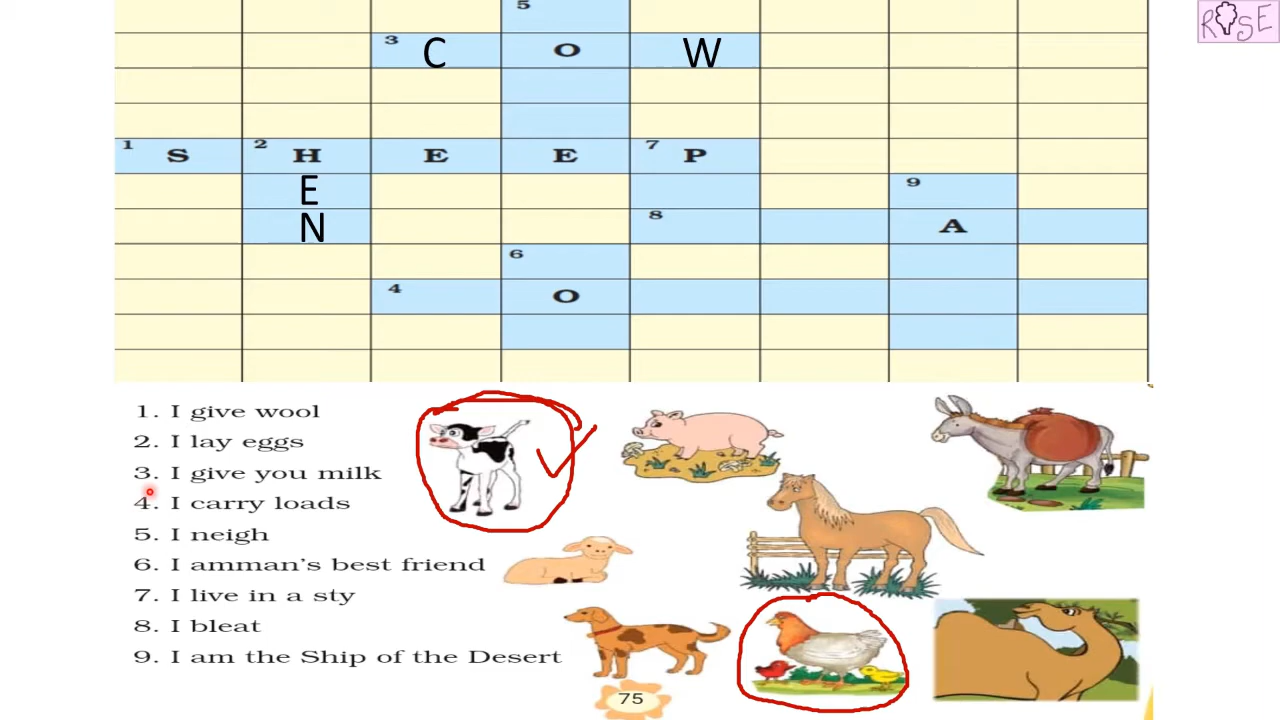 R SE
5
3 C O W
1 S 2 H E E 7 P
E 9
N 8 A
6
4 O
1. I give wool
2. I lay eggs
3. I give you milk
4. I carry loads
5. I neigh
6. I amman's best friend
7. I live in a sty
8. I bleat
9. I am the Ship of the Desert
75